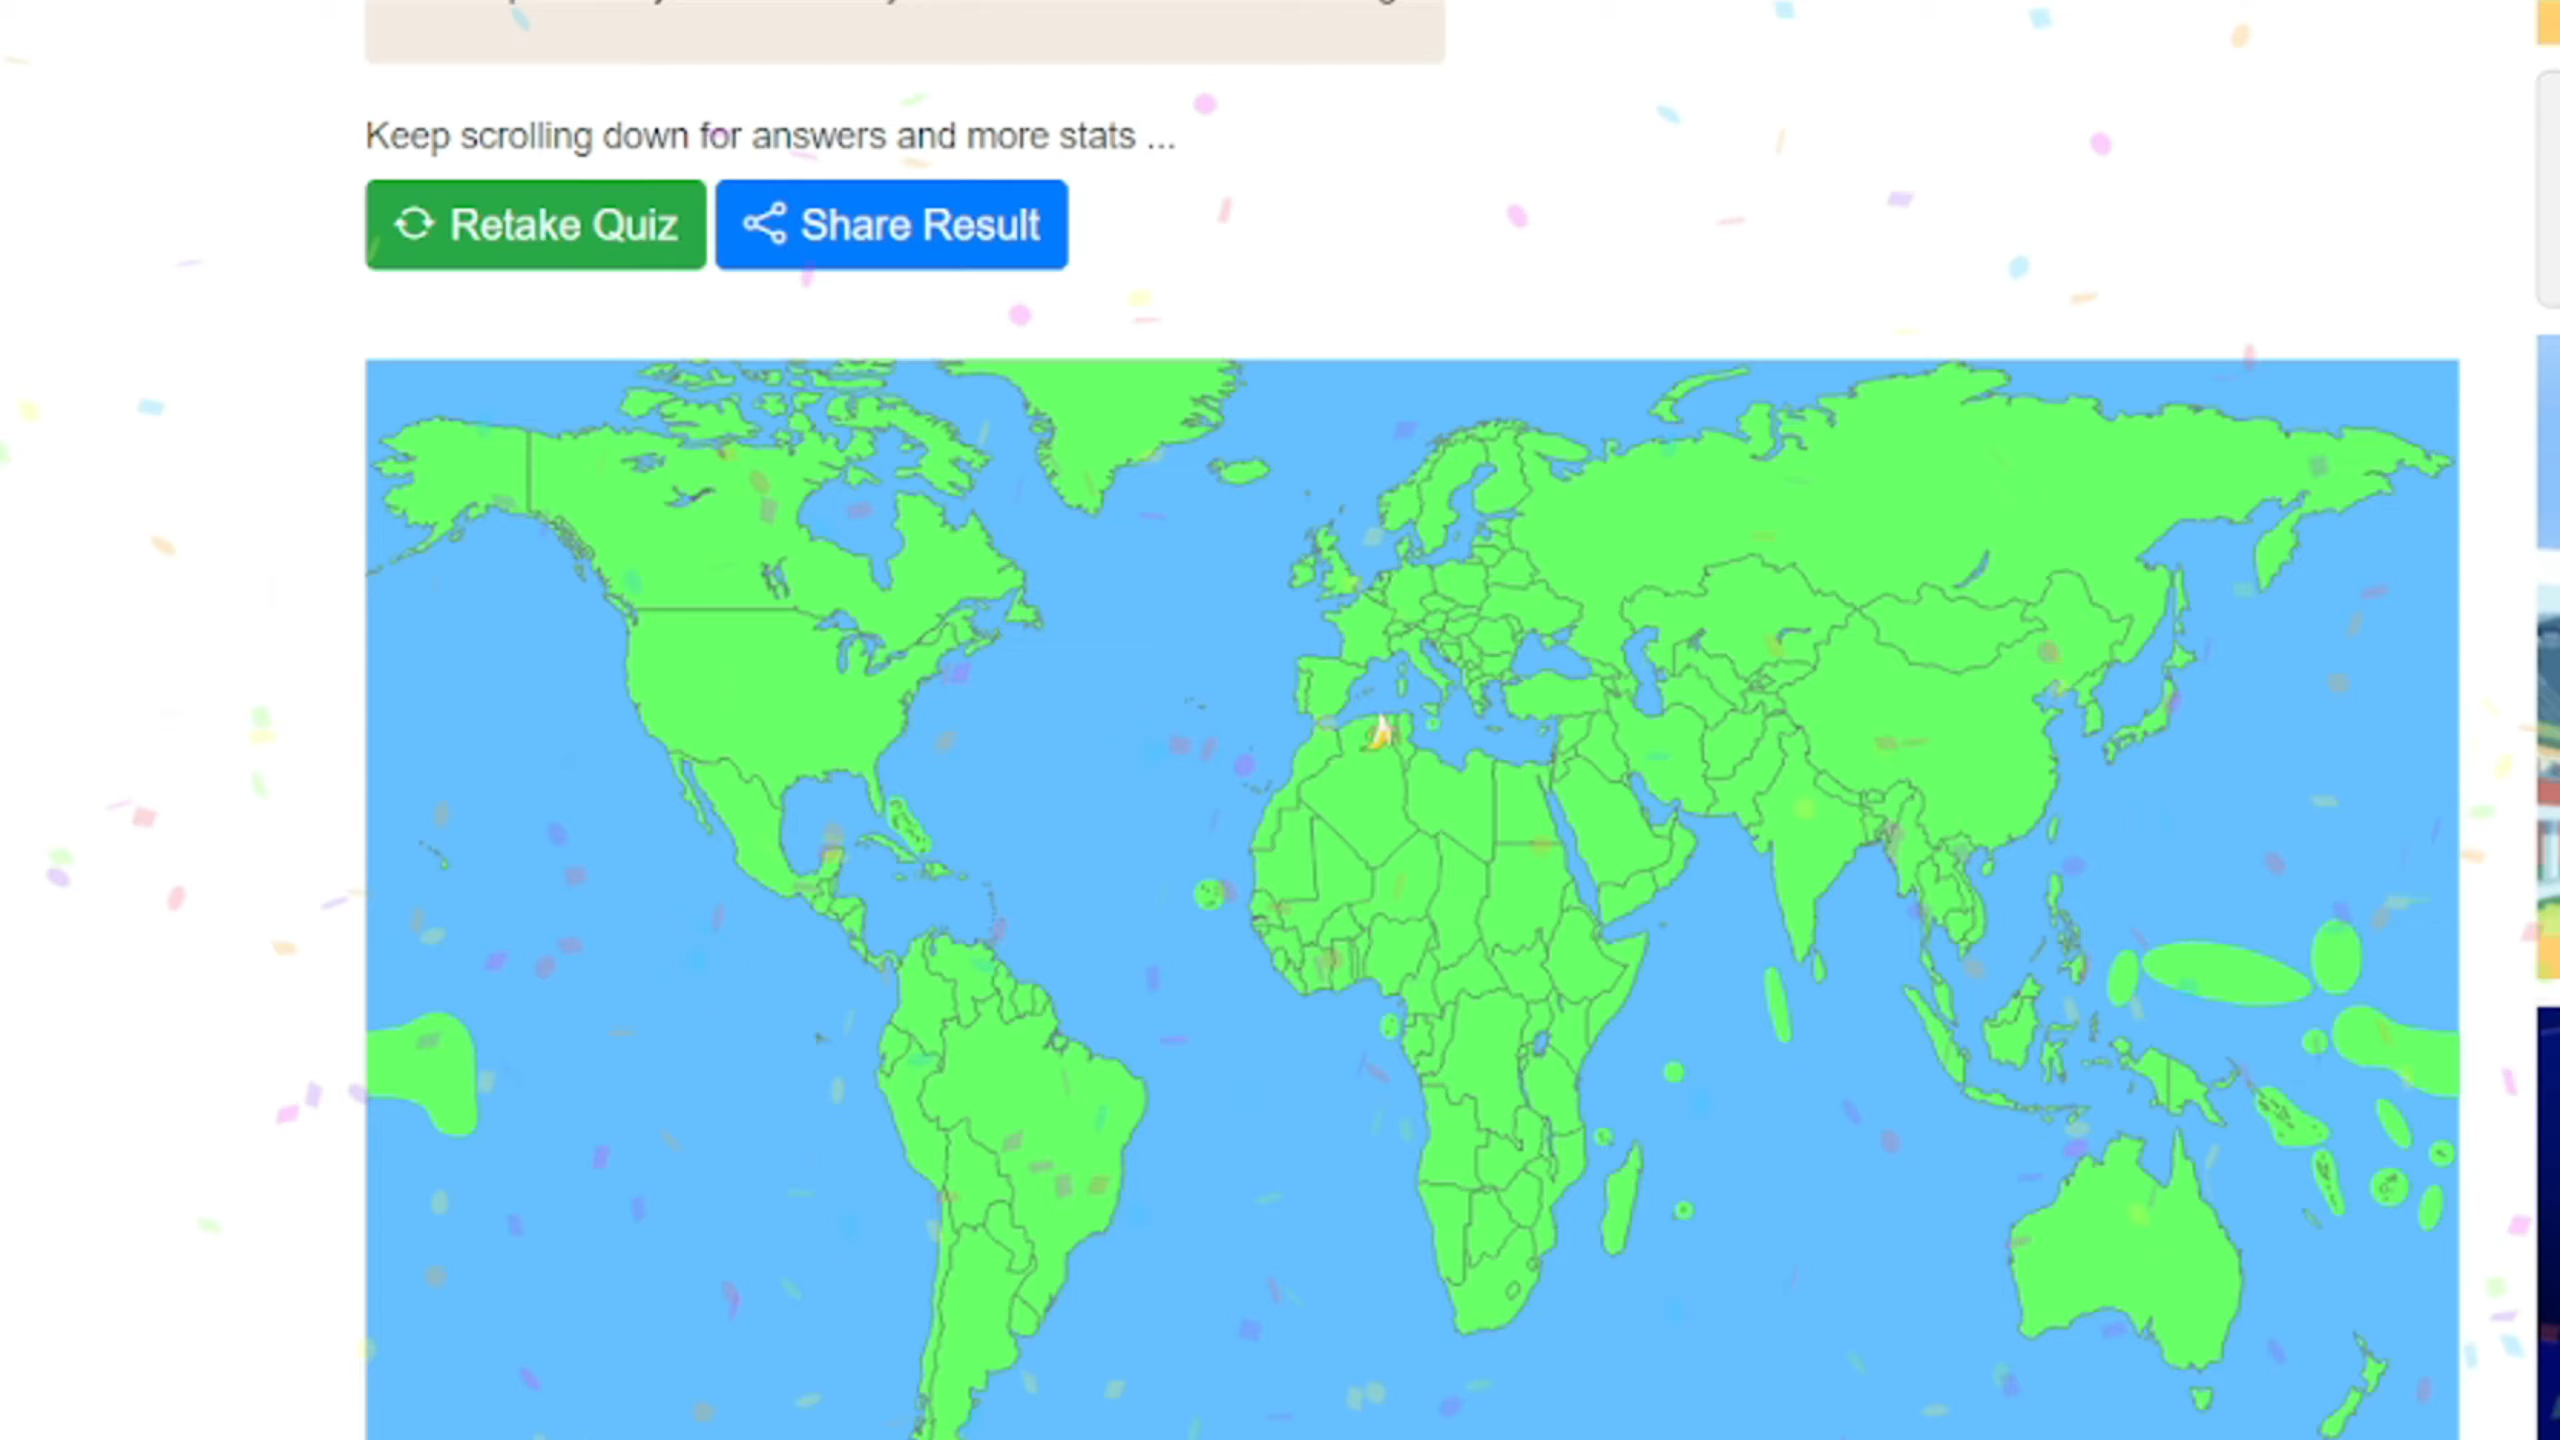 Keep scrolling down for answers and more stats ...
Retake Quiz
Share Result